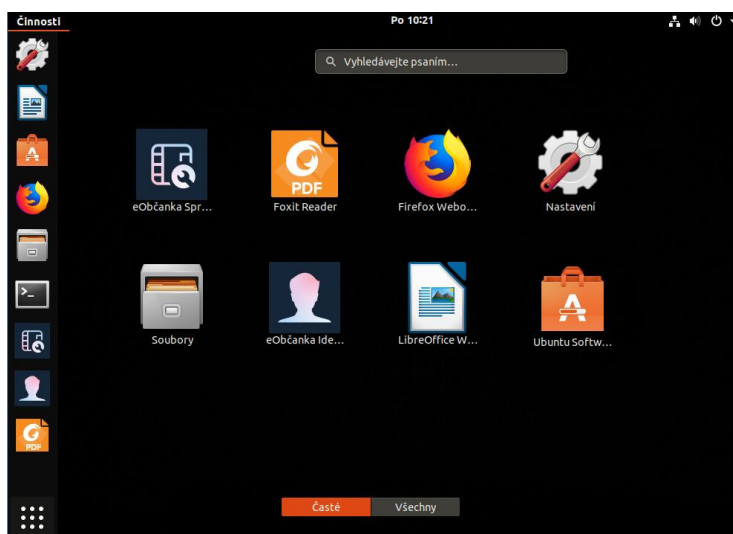 Činnosti
Po 10:21
Vyhledávejte psaním...
eObčanka Spr...
PDF
Foxit Reader
Firefox Webo...
Nastavení
Soubory
eObčanka Ide...
LibreOffice W...
Ubuntu Softw...
PDF
Časté
Všechny